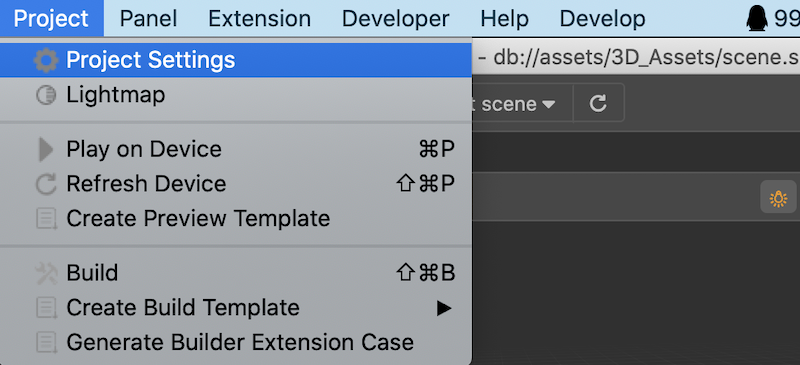 Project Panel Extension Developer Help Develop 99
Project Settings
- db://assets/3D_Assets/scene.s
Lightmap
t scene
Play on Device ⌘P
Refresh Device ⇧⌘P
Create Preview Template
Build ⇧⌘B
Create Build Template
Generate Builder Extension Case